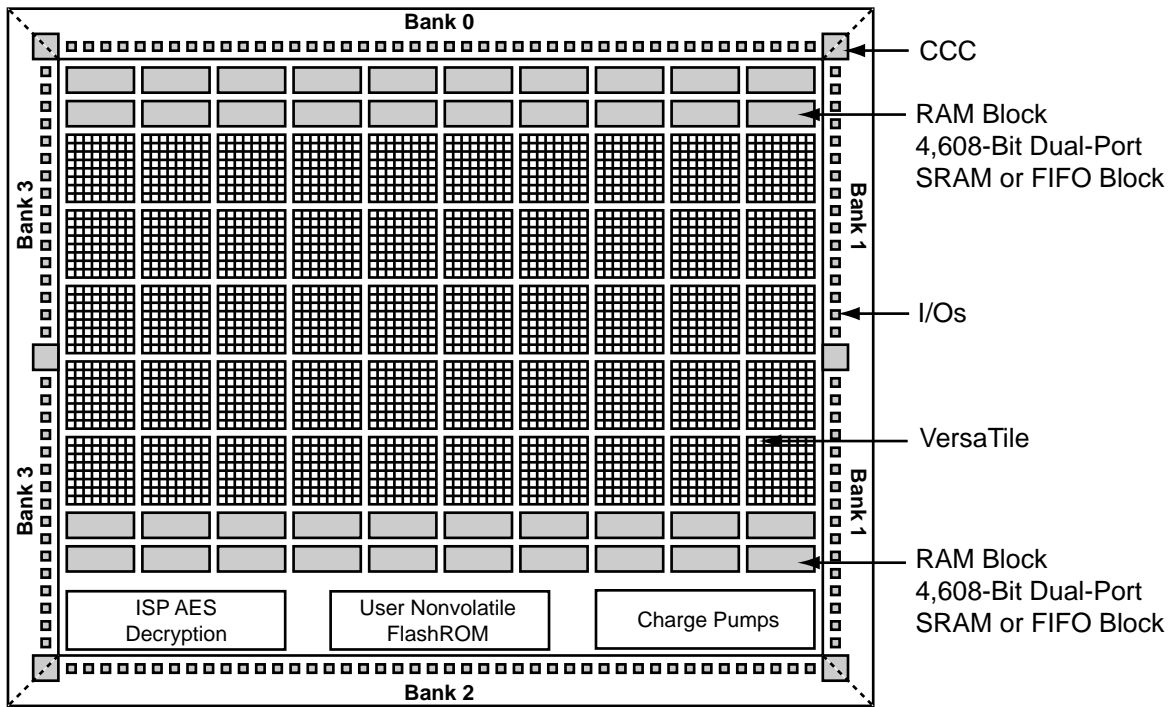 Bank 0
CCC
RAM Block
4,608-Bit Dual-Port
SRAM or FIFO Block
Bank 3
Bank 1
I/Os
VersaTile
Bank 3
Bank 1
RAM Block
4,608-Bit Dual-Port
SRAM or FIFO Block
ISP AES
Decryption
User Nonvolatile
FlashROM
Charge Pumps
Bank 2